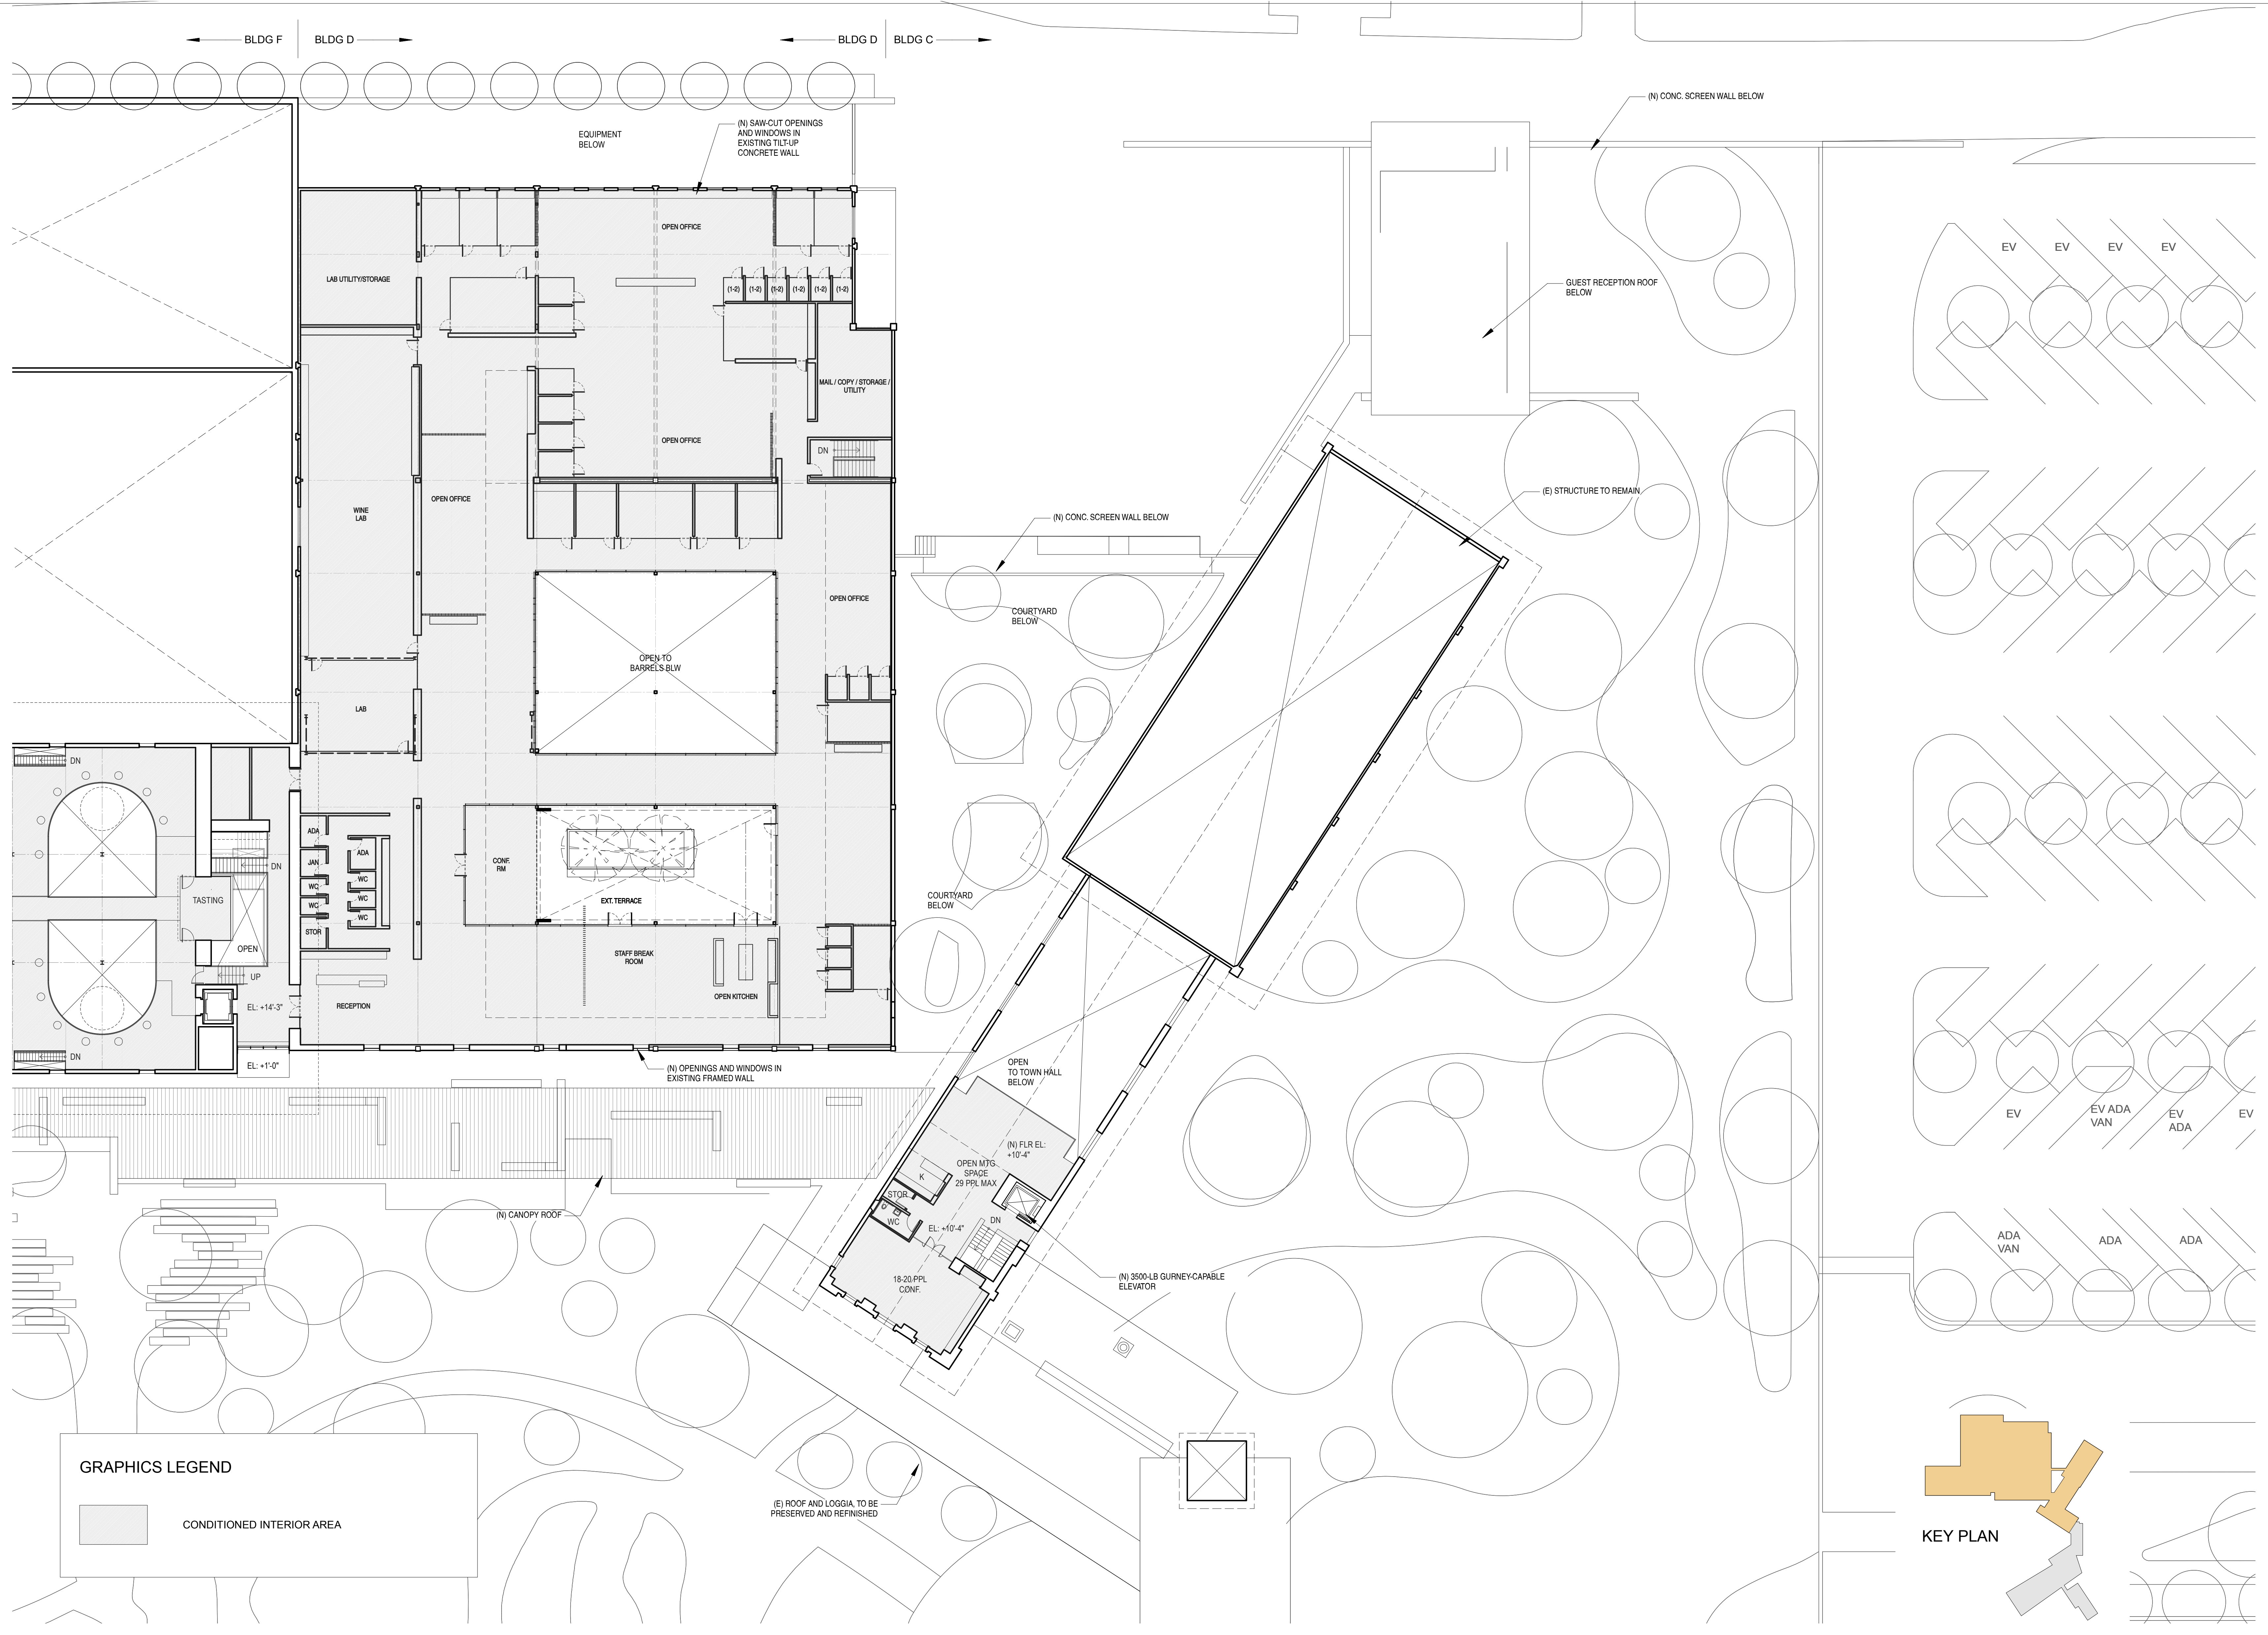 BLDG F
BLDG D
BLDG D
BLDG C
(N) CONC. SCREEN WALL BELOW
EQUIPMENT
BELOW
(N) SAW-CUT OPENINGS
AND WINDOWS IN
EXISTING TILT-UP
CONCRETE WALL
OPEN OFFICE
EV
EV
EV
EV
LAB UTILITY/STORAGE
(1-2)
(1-2)
(1-2)
(1-2)
(1-2)
(1-2)
GUEST RECEPTION ROOF
BELOW
MAIL / COPY / STORAGE /
UTILITY
OPEN OFFICE
DN
OPEN OFFICE
(E) STRUCTURE TO REMAIN
WINE
LAB
(N) CONC. SCREEN WALL BELOW
OPEN OFFICE
COURTYARD
BELOW
OPEN TO
BARRELS BLW
LAB
DN
ADA
JAN
ADA
WC
WC
WC
WC
WC
STOR
DN
TASTING
OPEN
UP
CONF.
RM
EXT. TERRACE
COURTYARD
BELOW
STAFF BREAK
ROOM
OPEN KITCHEN
RECEPTION
EL: +14'-3"
DN
EL: +1'-0"
(N) OPENINGS AND WINDOWS IN
EXISTING FRAMED WALL
OPEN
TO TOWN HALL
BELOW
EV
EV ADA
VAN
EV
ADA
EV
(N) FLR EL:
+10'-4"
OPEN MTG
SPACE
29 PPL MAX
K
STOR
WC
DN
EL: +10'-4"
(N) CANOPY ROOF
ADA
VAN
ADA
ADA
18-20 PPL
CONF.
(N) 3500-LB GURNEY-CAPABLE
ELEVATOR
GRAPHICS LEGEND
CONDITIONED INTERIOR AREA
(E) ROOF AND LOGGIA, TO BE
PRESERVED AND REFINISHED
KEY PLAN